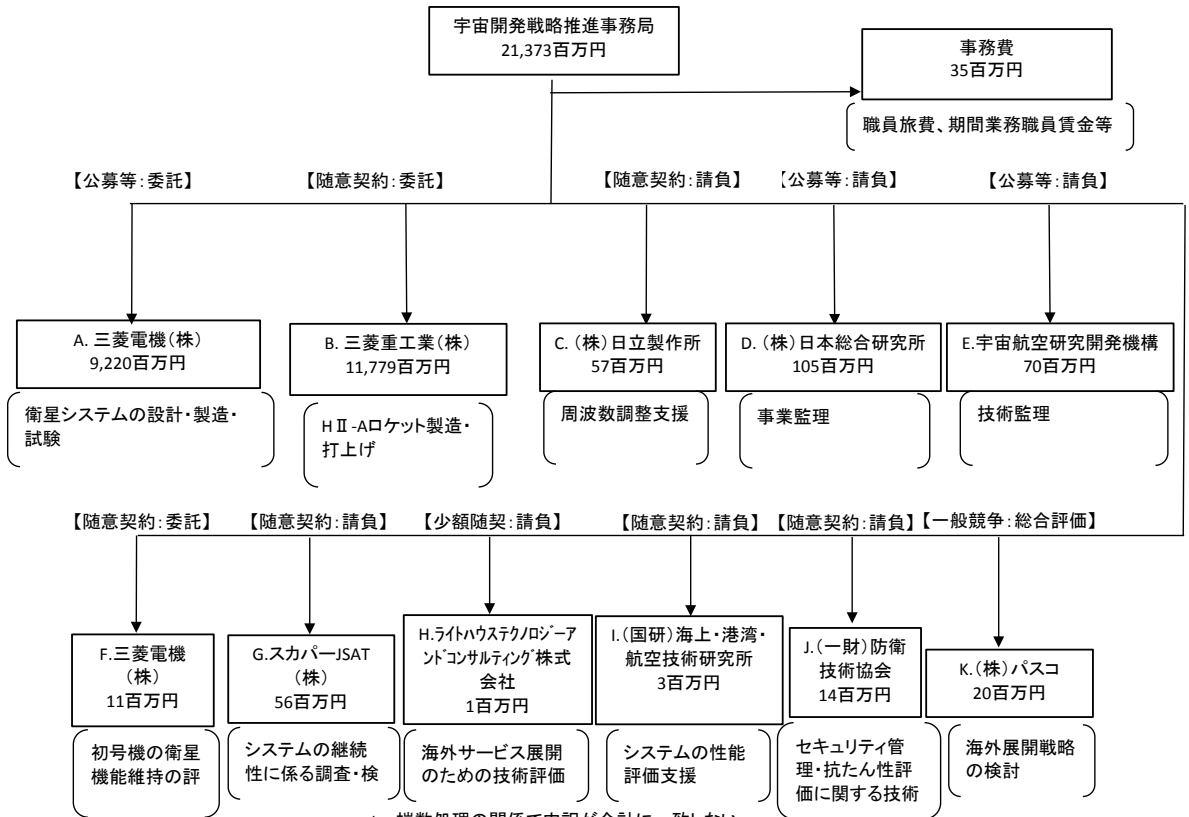 宇宙開発戦略推進事務局
21,373百万円
事務費
35百万円
職員旅費、期間業務職員賃金等
【公募等:委託】
【随意契約:委託】
【随意契約:請負】
【公募等:請負】
【公募等:請負】
A. 三菱電機(株)
9,220百万円
B. 三菱重工業(株)
11,779百万円
C. (株)日立製作所
57百万円
D. (株)日本総合研究所
105百万円
E.宇宙航空研究開発機構
70百万円
衛星システムの設計・製造・
試験
HⅡ-Aロケット製造・
打上げ
周波数調整支援
事業監理
技術監理
【随意契約:委託】
【随意契約:請負】
【少額随契:請負】
【随意契約:請負】
【随意契約:請負】
【一般競争:総合評価】
F.三菱電機
(株)
11百万円
G.スカパーJSAT
(株)
56百万円
H.ライトハウステクノロジーア
ンドコンサルティング株式
会社
1百万円
I.(国研)海上・港湾・
航空技術研究所
3百万円
J.(一財)防衛
技術協会
14百万円
K.(株)パスコ
20百万円
初号機の衛星
機能維持の評
システムの継続
性に係る調査・検
海外サービス展開
のための技術評価
システムの性能
評価支援
セキュリティ管
理・抗たん性評
価に関する技術
海外展開戦略
の検討